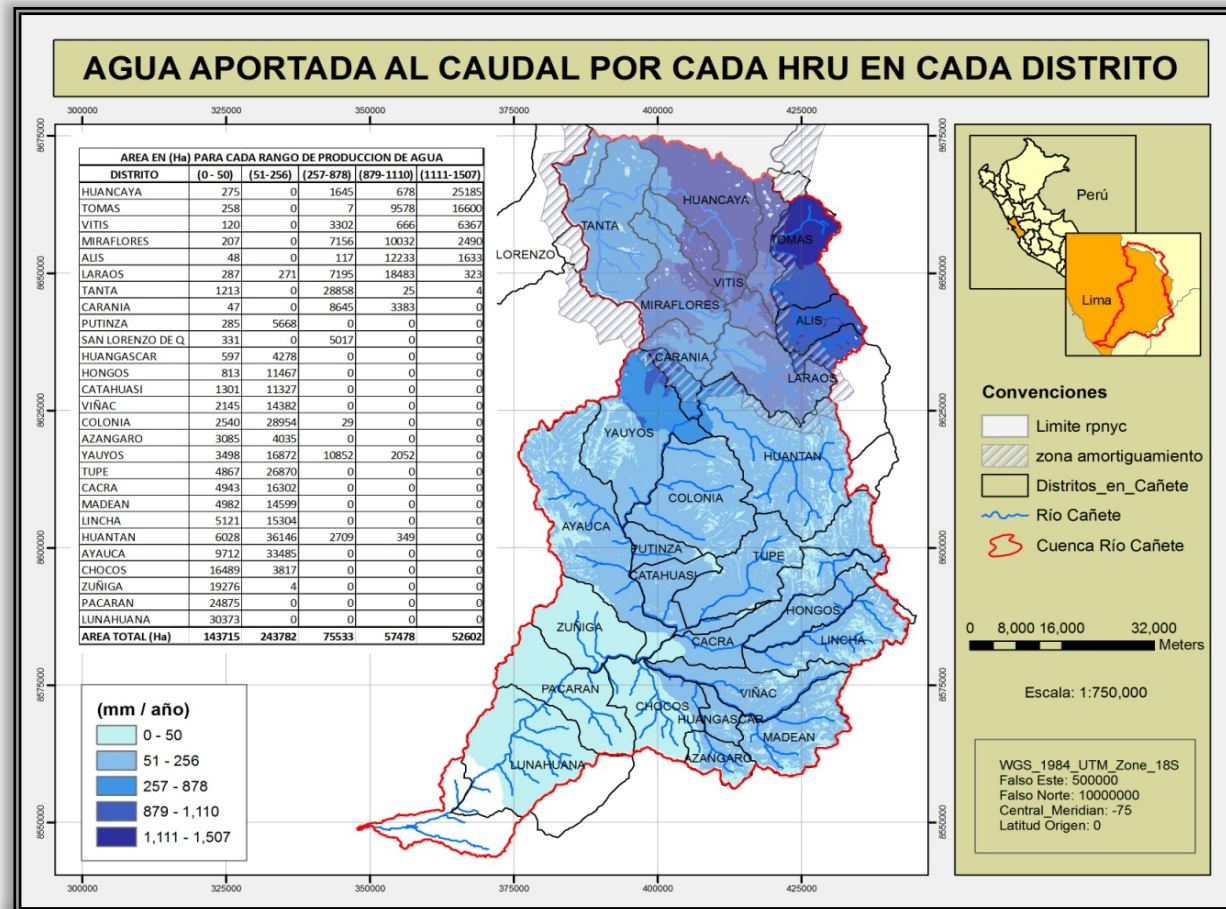 AGUA APORTADA AL CAUDAL POR CADA HRU EN CADA DISTRITO
300000 325000 350000 375000 400000 425000
8675000 8675000
8650000 8650000
8625000 8625000
8600000 8600000
8675000 8675000
8650000 8650000
300000 325000 350000 375000 400000 425000
AREA EN (Ha) PARA CADA RANGO DE PRODUCCION DE AGUA
DISTRITO (0 - 50) (51-256) (257-878) (879-1110) (1111-1507)
HUANCAYA 275 0 1645 678 25185
TOMAS 258 0 7 9578 16600
VITIS 120 0 3302 666 6367
MIRAFLORES 207 0 7156 10032 2490
ALIS 48 0 117 12233 1633
LARAOS 287 271 7195 18483 323
TANTA 1213 0 28858 25 4
CARANIA 47 0 8645 3383 0
PUTINZA 285 5668 0 0 0
SAN LORENZO DE Q 331 0 5017 0 0
HUANGASCAR 597 4278 0 0 0
HONGOS 813 11467 0 0 0
CATAHUASI 1301 11327 0 0 0
VIÑAC 2145 14382 0 0 0
COLONIA 2540 28954 29 0 0
AZANGARO 3085 4035 0 0 0
YAUYOS 3498 16872 10852 2052 0
TUPE 4867 26870 0 0 0
CACRA 4943 16302 0 0 0
MADEAN 4982 14599 0 0 0
LINCHA 5121 15304 0 0 0
HUANTAN 6028 36146 2709 349 0
AYAUCA 9712 33485 0 0 0
CHOCOS 16489 3817 0 0 0
ZUÑIGA 19276 4 0 0 0
PACARAN 24875 0 0 0 0
LUNAHUANA 30373 0 0 0 0
AREA TOTAL (Ha) 143715 243782 75533 57478 52602
(mm / año)
0 - 50
51 - 256
257 - 878
879 - 1,110
1,111 - 1,507
HUANCAYA
TANTA
TOMAS
LORENZO
VITIS
MIRAFLORES
ALIS
CARANIA
LARAOS
YAUYOS
HUANTAN
COLONIA
AYAUCA
PUTINZA
TUPE
CATAHUASI
HONGOS
ZUÑIGA
CACRA
LINCHA
PACARAN
VIÑAC
CHOCOS
HUANGASCAR
MADEAN
AZANGARO
LUNAHUANA
Perú
Lima
Convenciones
Limite rpnyc
zona amortiguamiento
Distritos_en_Cañete
Río Cañete
Cuenca Río Cañete
0 8,000 16,000 32,000
Meters
Escala: 1:750,000
WGS_1984_UTM_Zone_18S
Falso Este: 500000
Falso Norte: 10000000
Central_Meridian: -75
Latitud Origen: 0